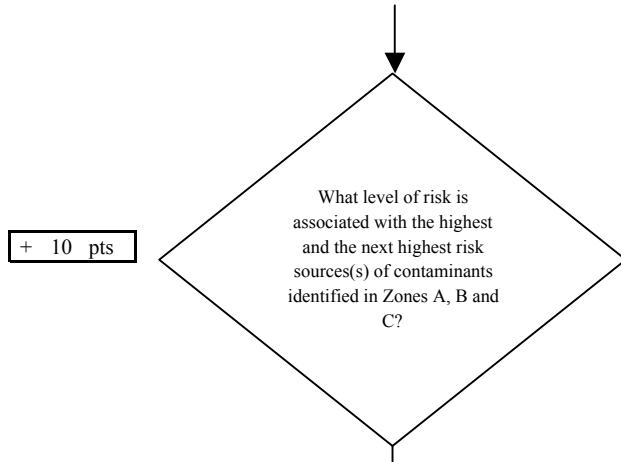 What level of risk is
associated with the highest
and the next highest risk
sources(s) of contaminants
identified in Zones A, B and
C?
+ 10 pts